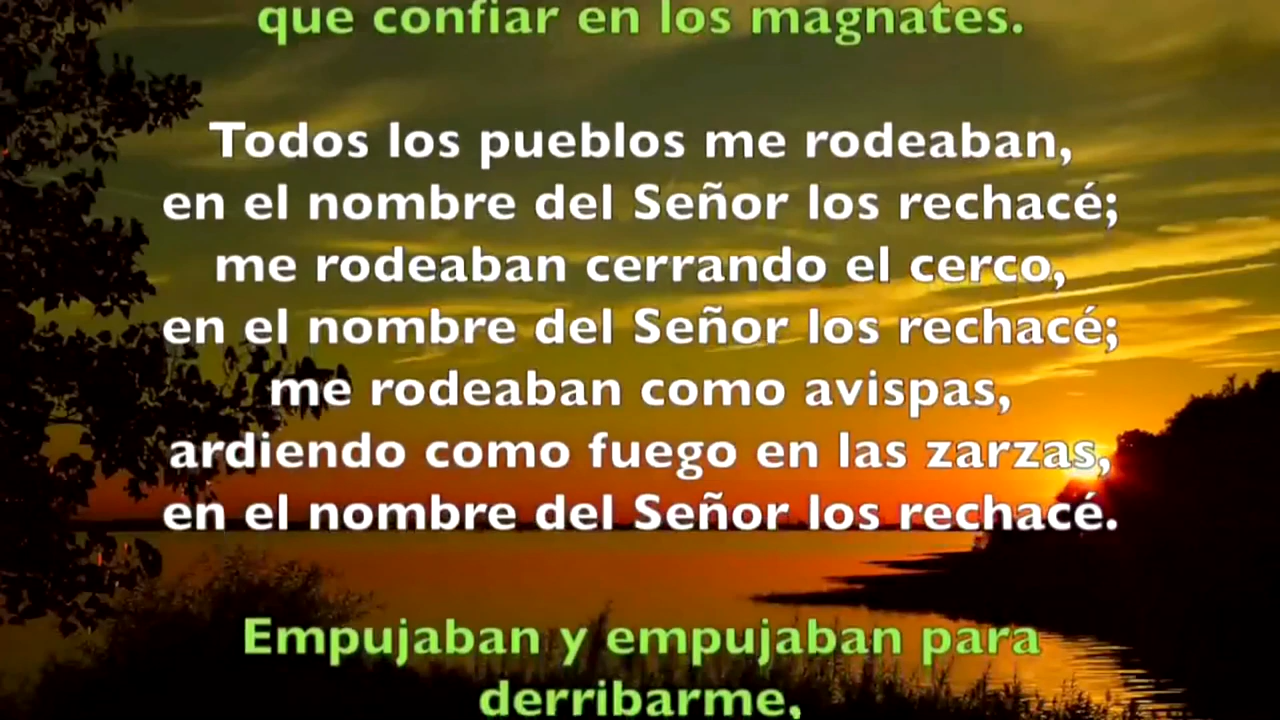 que confiar en los magnates.
Todos los pueblos me rodeaban,
en el nombre del Señor los rechacé;
me rodeaban cerrando el cerco,
en el nombre del Señor los rechacé;
me rodeaban como avispas,
ardiendo como fuego en las zarzas,
en el nombre del Señor los rechacé.
Empujaban y empujaban para
derribarme,